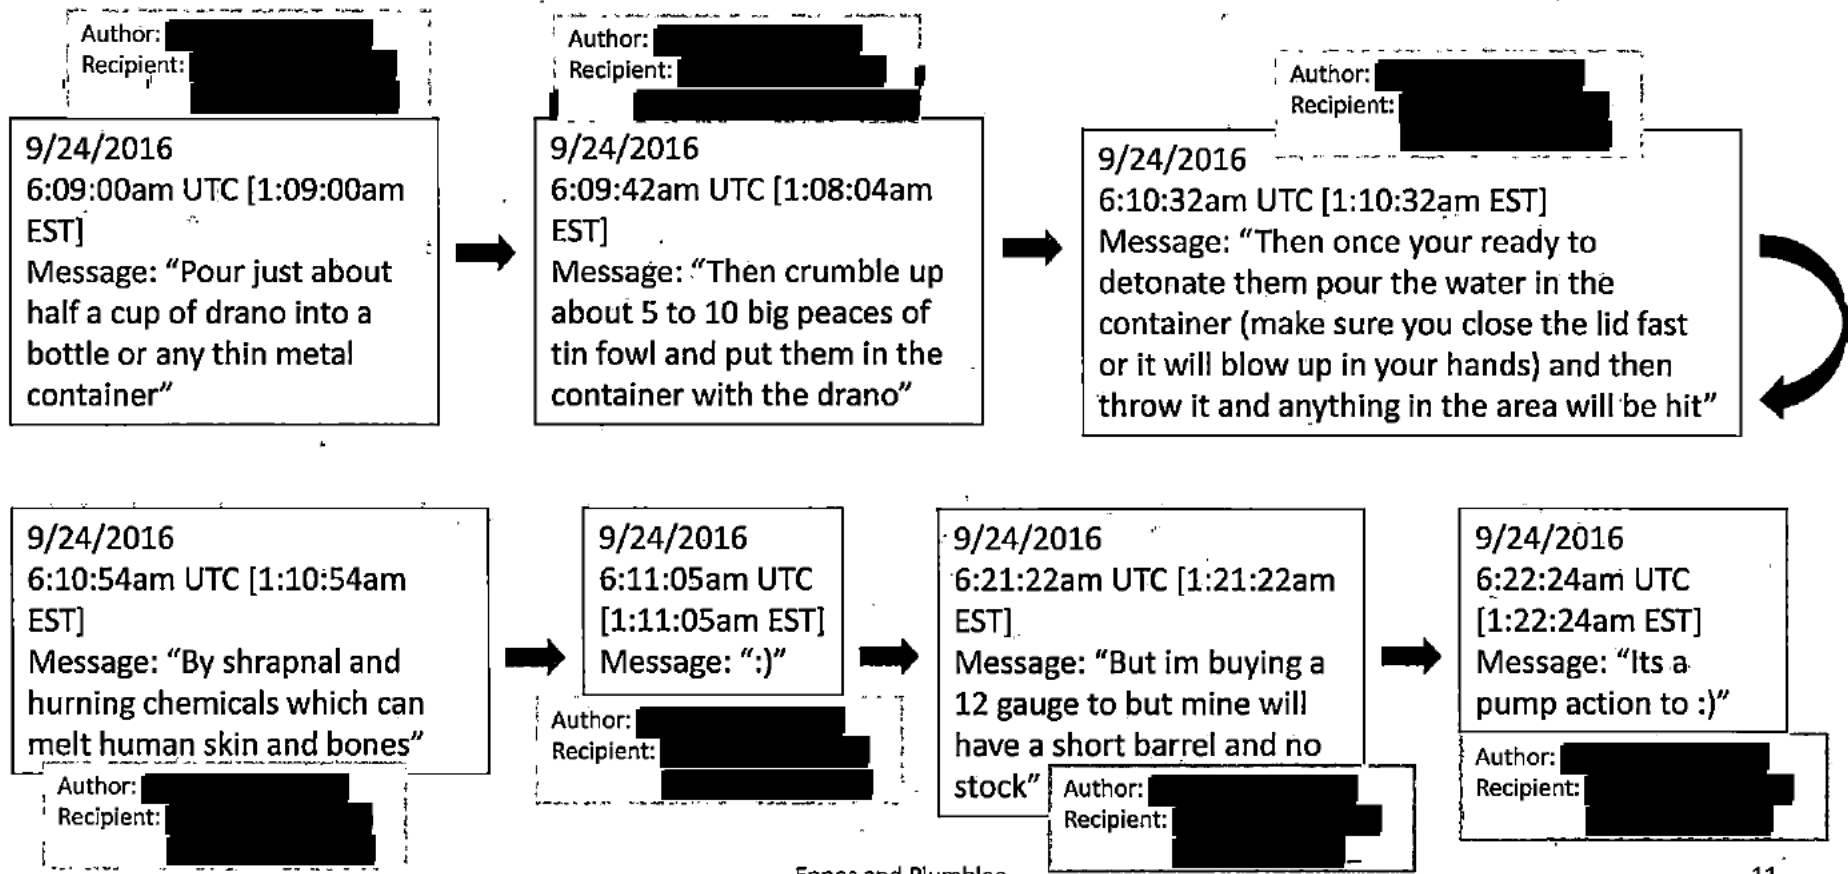 Author:
Recipient:
9/24/2016
6:09:00am UTC [1:09:00am
EST]
Message: “Pour just about
half a cup of drano into a
bottle or any thin metal
container”
Author:
Recipient:
9/24/2016
6:09:42am UTC [1:08:04am
EST]
Message: “Then crumble up
about 5 to 10 big peaces of
tin fowl and put them in the
container with the drano”
Author:
Recipient:
9/24/2016
6:10:32am UTC [1:10:32am EST]
Message: “Then once your ready to
detonate them pour the water in the
container (make sure you close the lid fast
or it will blow up in your hands) and then
throw it and anything in the area will be hit”
9/24/2016
6:10:54am UTC [1:10:54am
EST]
Message: “By shrapnal and
hurning chemicals which can
melt human skin and bones”
Author:
Recipient:
9/24/2016
6:11:05am UTC
[1:11:05am EST]
Message: “:)”
Author:
Recipient:
9/24/2016
6:21:22am UTC [1:21:22am
EST]
Message: “But im buying a
12 gauge to but mine will
have a short barrel and no
stock”
Author:
Recipient:
9/24/2016
6:22:24am UTC
[1:22:24am EST]
Message: “Its a
pump action to :)”
Author:
Recipient:
and
11